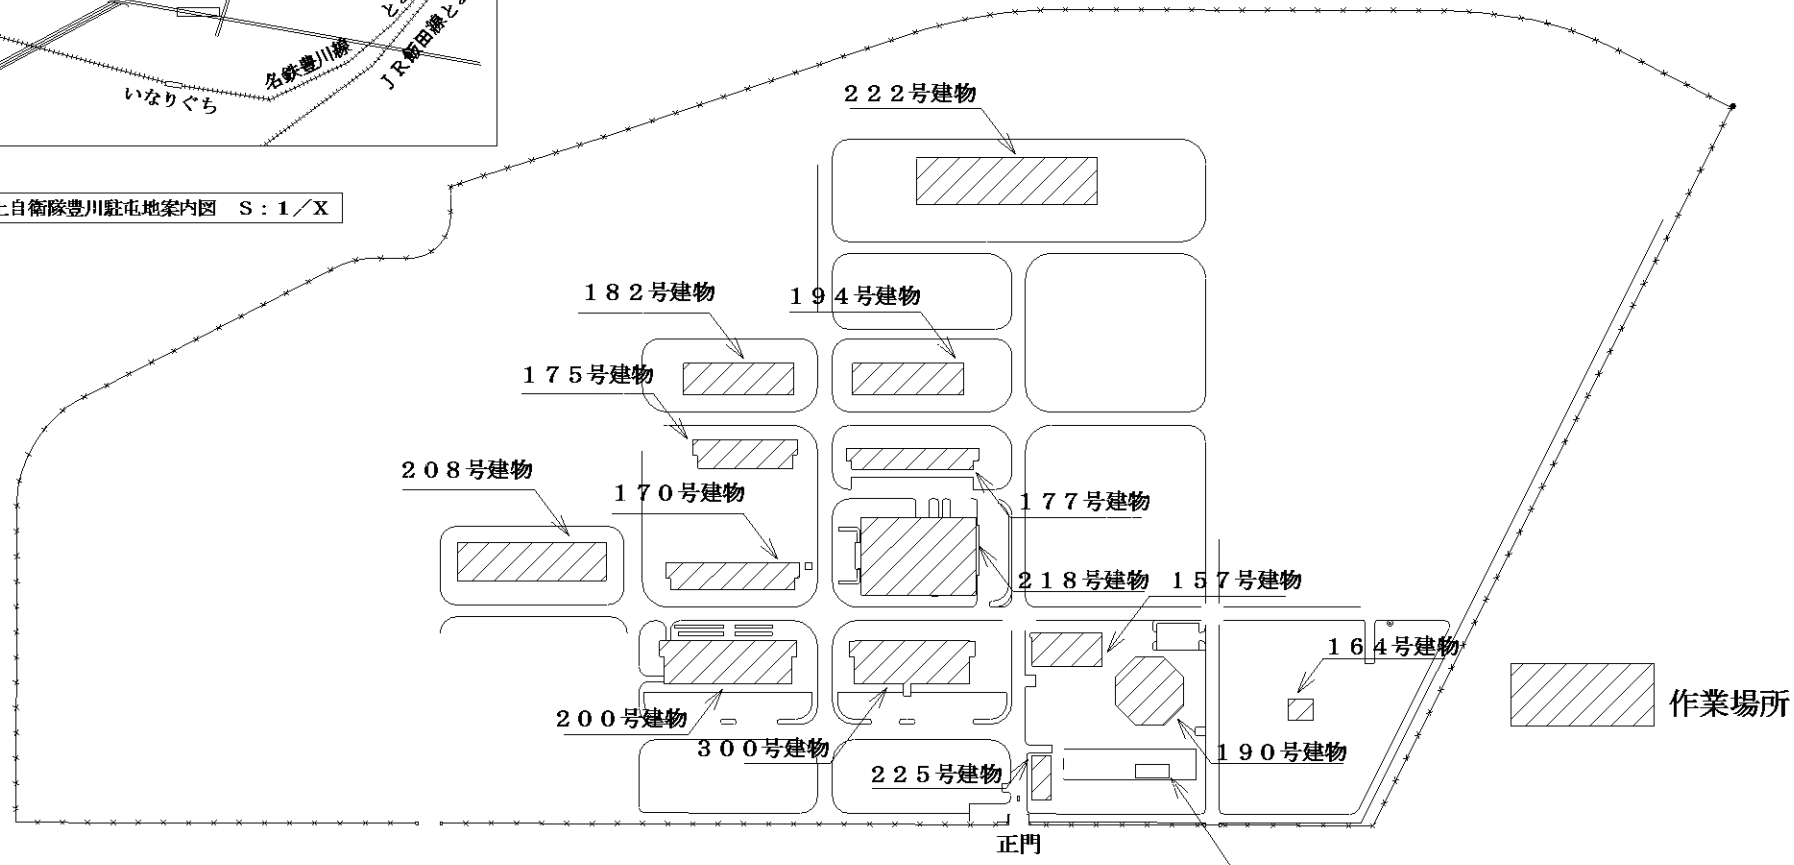 名鉄豊川線
ＪＲ飯田線と
いなりぐち
自衛隊豊川駐屯地案内図　Ｓ：１／Ｘ
２２２号建物
１８２号建物
１９４号建物
１７５号建物
２０８号建物
１７０号建物
１７７号建物
２１８号建物
１５７号建物
１６４号建物
作業場所
２００号建物
３００号建物
１９０号建物
２２５号建物
正門